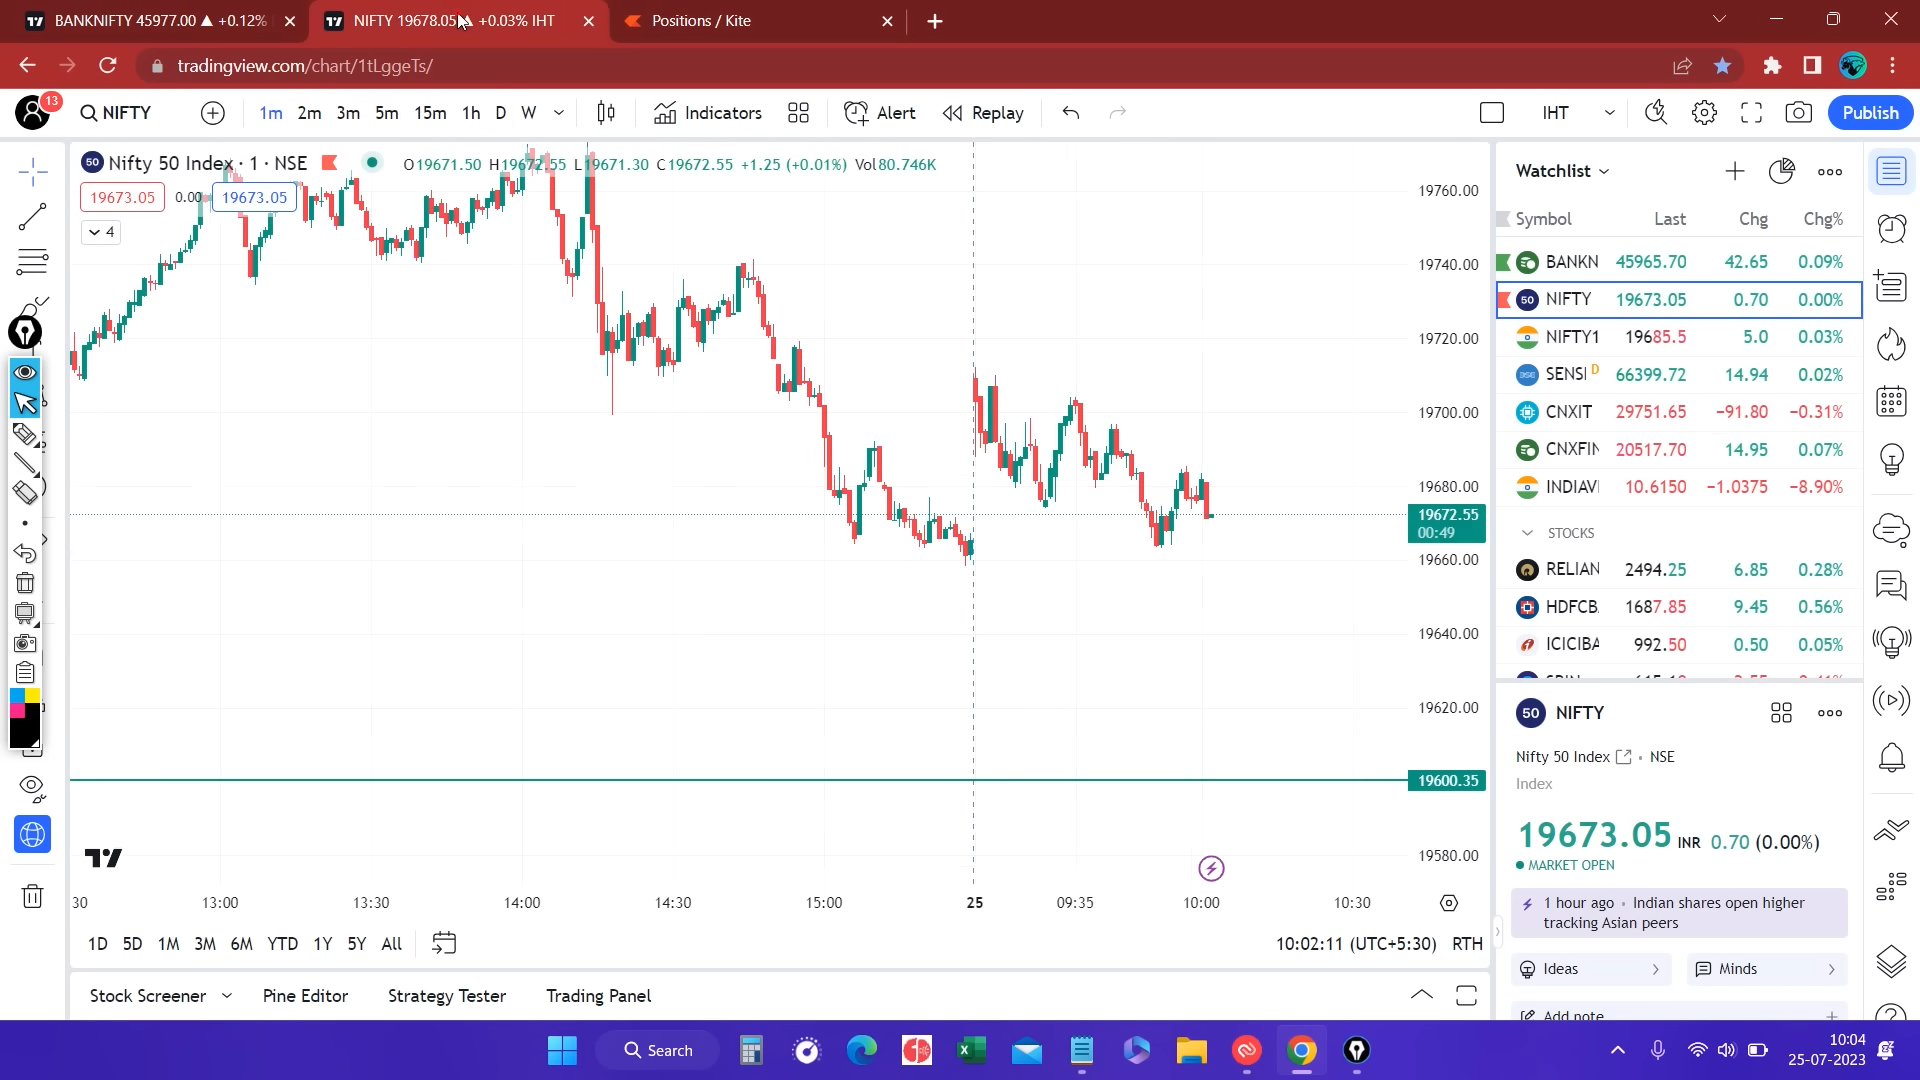 BANKNIFTY 45977.00 ▲ +0.12%
NIFTY 19678.05 ▲ +0.03% IHT
Positions / Kite
tradingview.com/chart/1tLggeTs/
13
NIFTY
1m 2m 3m 5m 15m 1h D W
Indicators
Alert
Replay
IHT
Publish
50 Nifty 50 Index · 1 · NSE
O19671.50 H19672.55 L19671.30 C19672.55 +1.25 (+0.01%) Vol80.746K
19673.05 0.00 19673.05
4
19760.00
19740.00
19720.00
19700.00
19680.00
19672.55
00:49
19660.00
19640.00
19620.00
19600.35
19580.00
30 13:00 13:30 14:00 14:30 15:00 25 09:35 10:00 10:30
1D 5D 1M 3M 6M YTD 1Y 5Y All
10:02:11 (UTC+5:30) RTH
Stock Screener Pine Editor Strategy Tester Trading Panel
Watchlist
Symbol Last Chg Chg%
BANKN 45965.70 42.65 0.09%
50 NIFTY 19673.05 0.70 0.00%
NIFTY1 19685.5 5.0 0.03%
SENSI D 66399.72 14.94 0.02%
CNXIT 29751.65 −91.80 −0.31%
CNXFIN 20517.70 14.95 0.07%
INDIAVI 10.6150 −1.0375 −8.90%
STOCKS
RELIAN 2494.25 6.85 0.28%
HDFCB. 1687.85 9.45 0.56%
ICICIBA 992.50 0.50 0.05%
50 NIFTY
Nifty 50 Index · NSE
Index
19673.05 INR 0.70 (0.00%)
MARKET OPEN
1 hour ago · Indian shares open higher
tracking Asian peers
Ideas
Minds
Add note
Search
10:04
25-07-2023